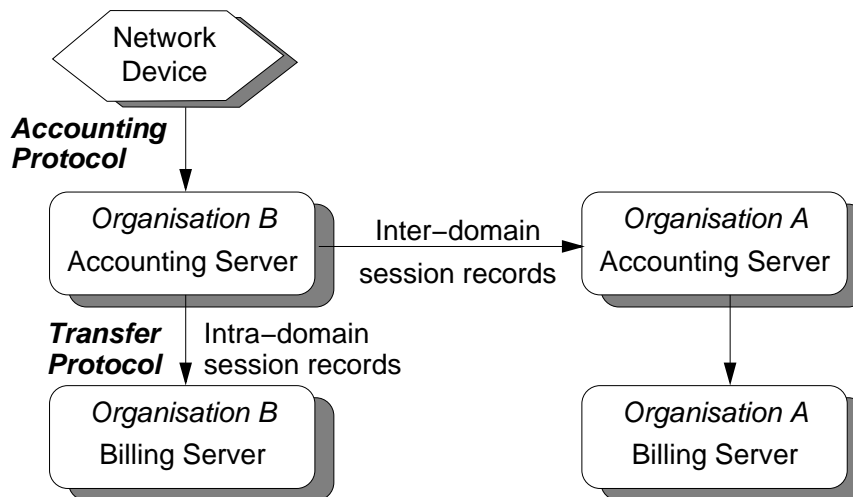 Network
Device
Accounting
Protocol
Organisation B
Accounting Server
Inter−domain
session records
Organisation A
Accounting Server
Transfer
Protocol
Intra−domain
session records
Organisation B
Billing Server
Organisation A
Billing Server